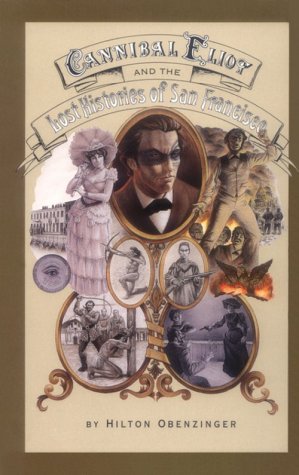 CANNIBAL ELIOT
AND THE
Lost Histories of San Francisco
BY HILTON OBENZINGER